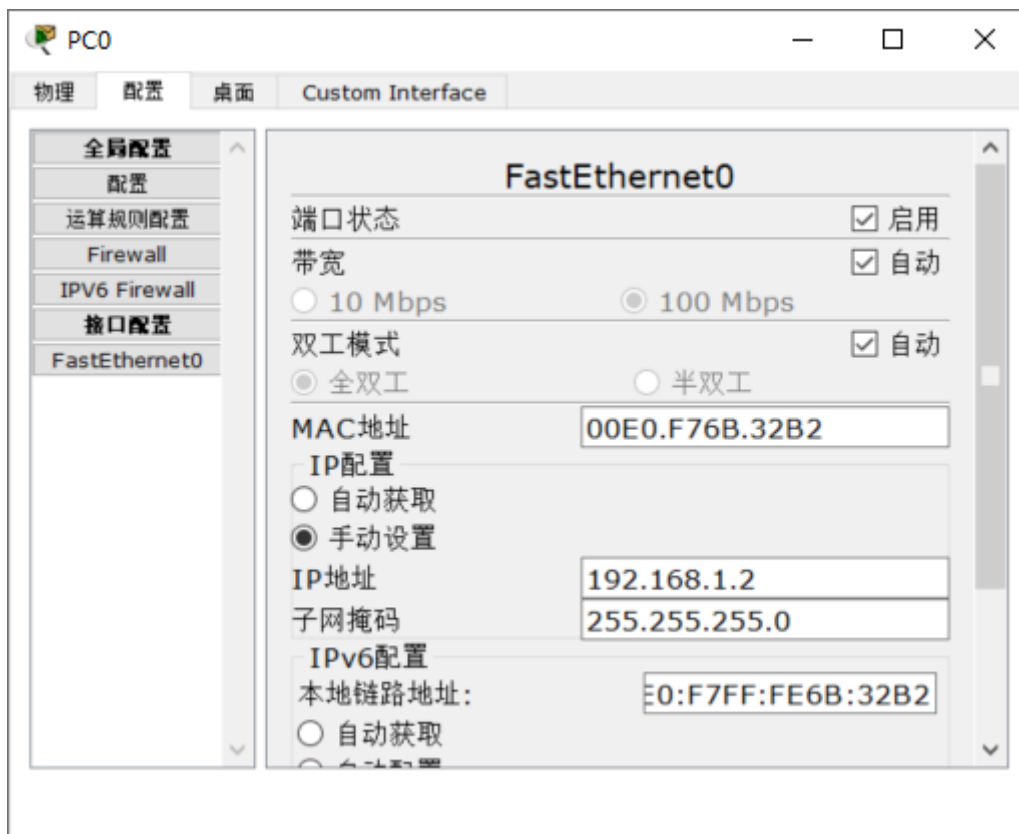 PC0
物理 配置 桌面 Custom Interface
全局配置
配置
运算规则配置
Firewall
IPV6 Firewall
接口配置
FastEthernet0
FastEthernet0
端口状态 启用
带宽 自动
10 Mbps 100 Mbps
双工模式 自动
全双工 半双工
MAC地址 00E0.F76B.32B2
IP配置
自动获取
手动设置
IP地址 192.168.1.2
子网掩码 255.255.255.0
IPv6配置
本地链路地址: E0:F7FF:FE6B:32B2
自动获取